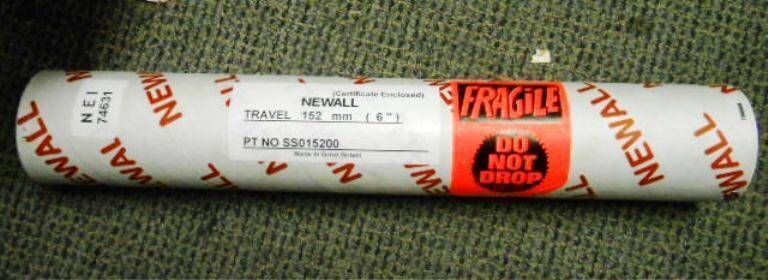 NEWALL
N E I
74631
NEWALL
NEWAL
(Certificate Enclosed)
NEWALL
TRAVEL 152 mm ( 6" )
PT NO SS015200
Made in Great Britain
FRAGILE
DO
NOT
DROP
NEWALL
NEWALL